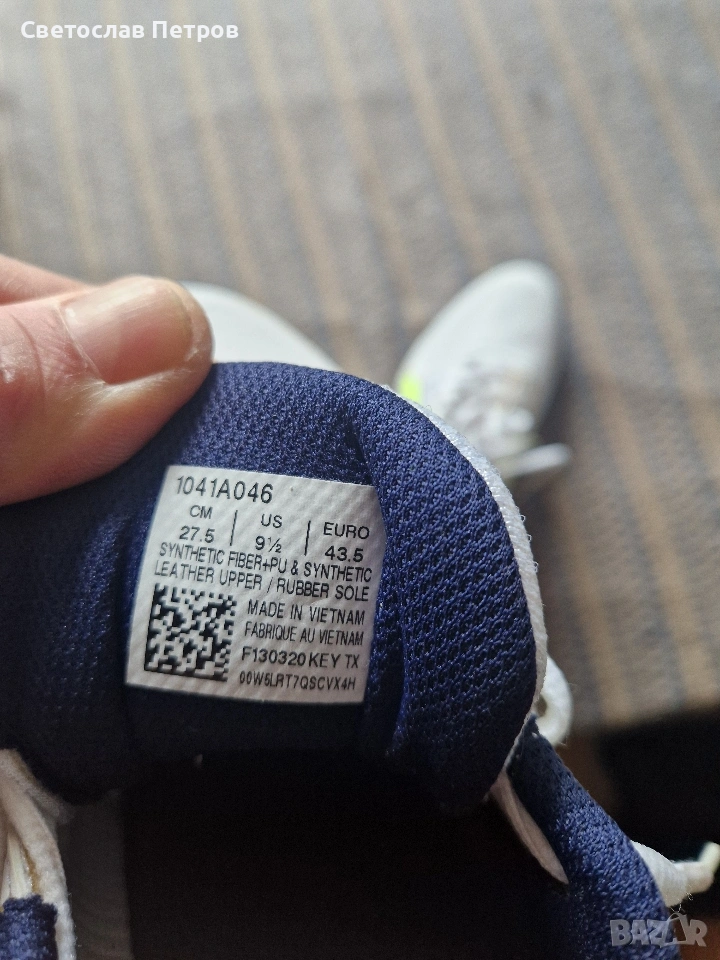 Светослав Петров
1041A046
CM | US | EURO
27.5 | 9½ | 43.5
SYNTHETIC FIBER+PU & SYNTHETIC
LEATHER UPPER / RUBBER SOLE
MADE IN VIETNAM
FABRIQUE AU VIETNAM
F130320 KEY TX
00W5LRT7QSCVX4H
BAZAR